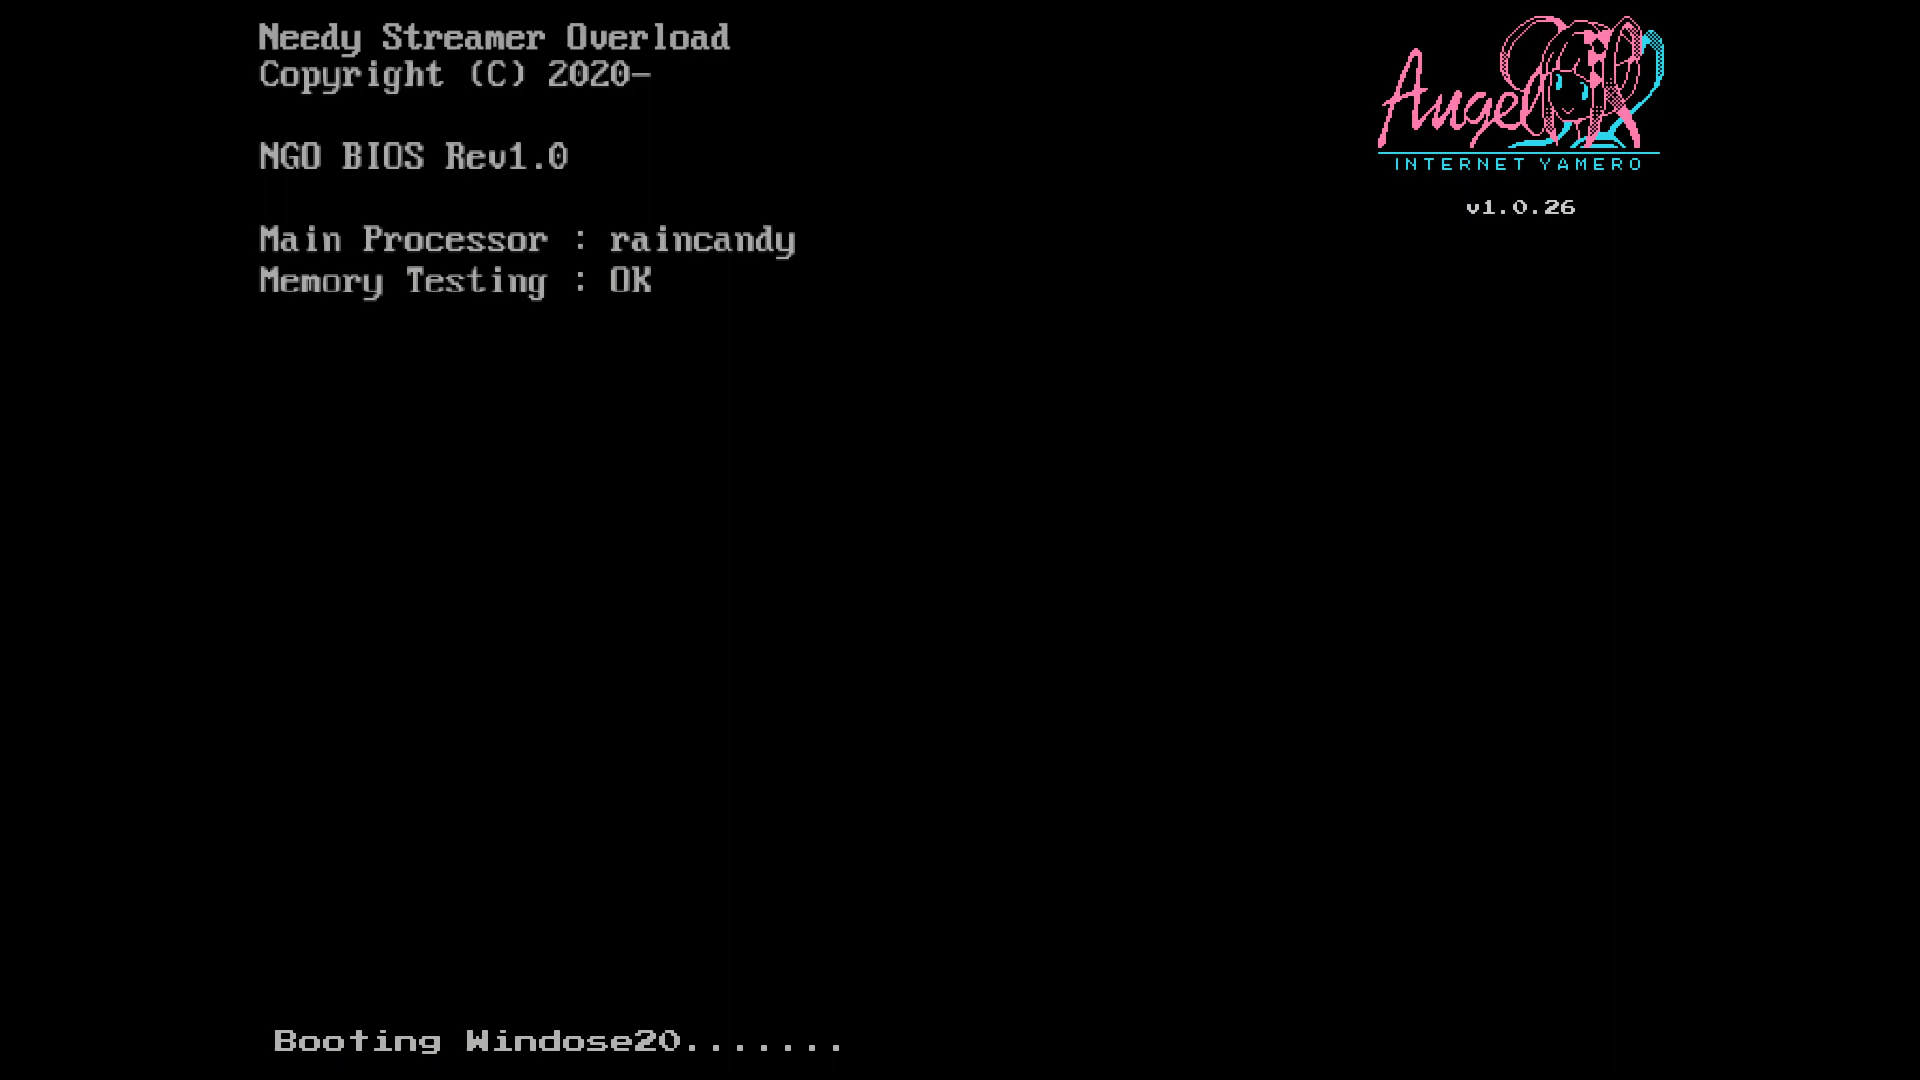 Needy Streamer Overload
Copyright (C) 2020-
NGO BIOS Rev1.0
Main Processor : raincandy
Memory Testing : OK
Angel
INTERNET YAMERO
v1.0.26
Booting Windose20.......